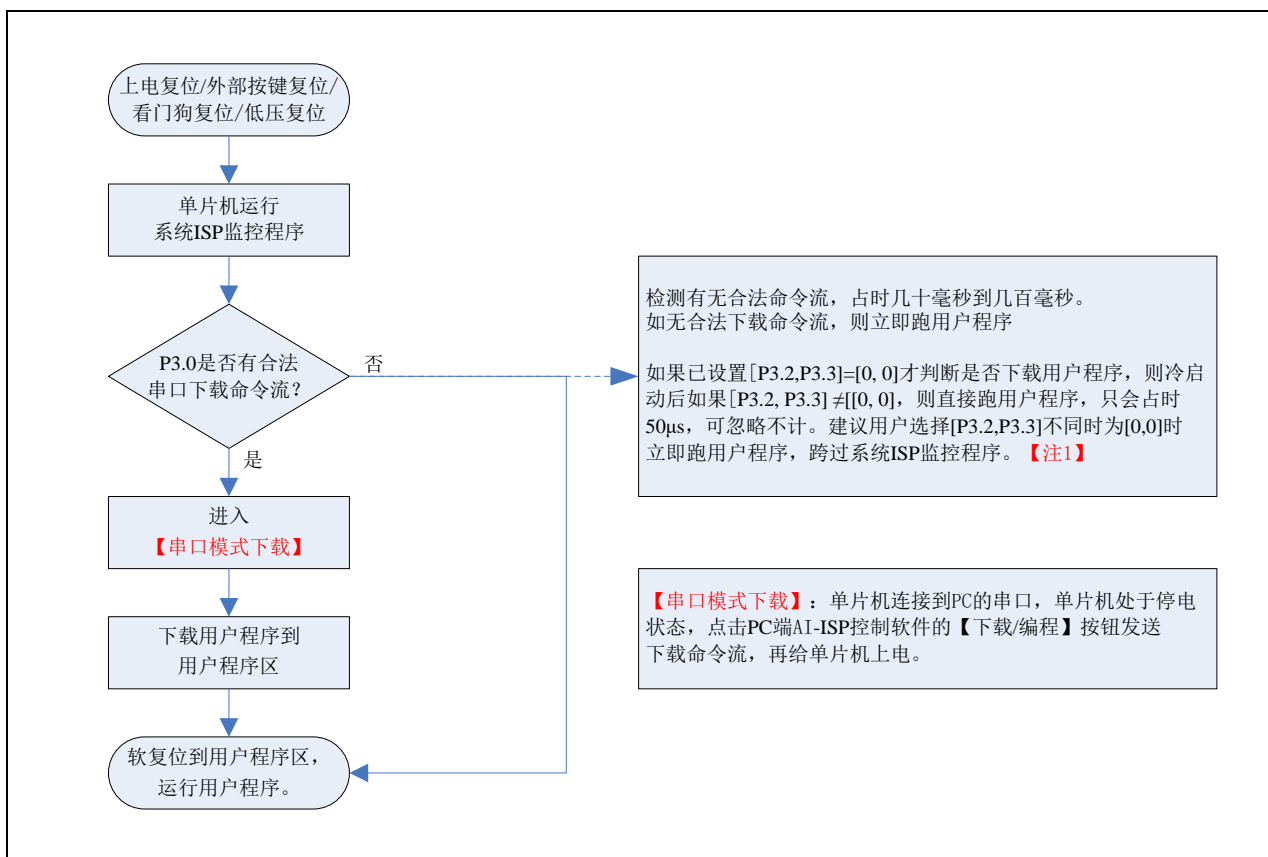 上电复位/外部按键复位/
看门狗复位/低压复位
单片机运行
系统ISP监控程序
P3.0是否有合法
串口下载命令流？
否
是
进入
【串口模式下载】
下载用户程序到
用户程序区
软复位到用户程序区，
运行用户程序。
检测有无合法命令流，占时几十毫秒到几百毫秒。
如无合法下载命令流，则立即跑用户程序
如果已设置[P3.2,P3.3]=[0, 0]才判断是否下载用户程序，则冷启
动后如果[P3.2, P3.3] ≠[[0, 0]，则直接跑用户程序，只会占时
50μs，可忽略不计。建议用户选择[P3.2,P3.3]不同时为[0,0]时
立即跑用户程序，跨过系统ISP监控程序。【注1】
【串口模式下载】：单片机连接到PC的串口，单片机处于停电
状态，点击PC端AI-ISP控制软件的【下载/编程】按钮发送
下载命令流，再给单片机上电。